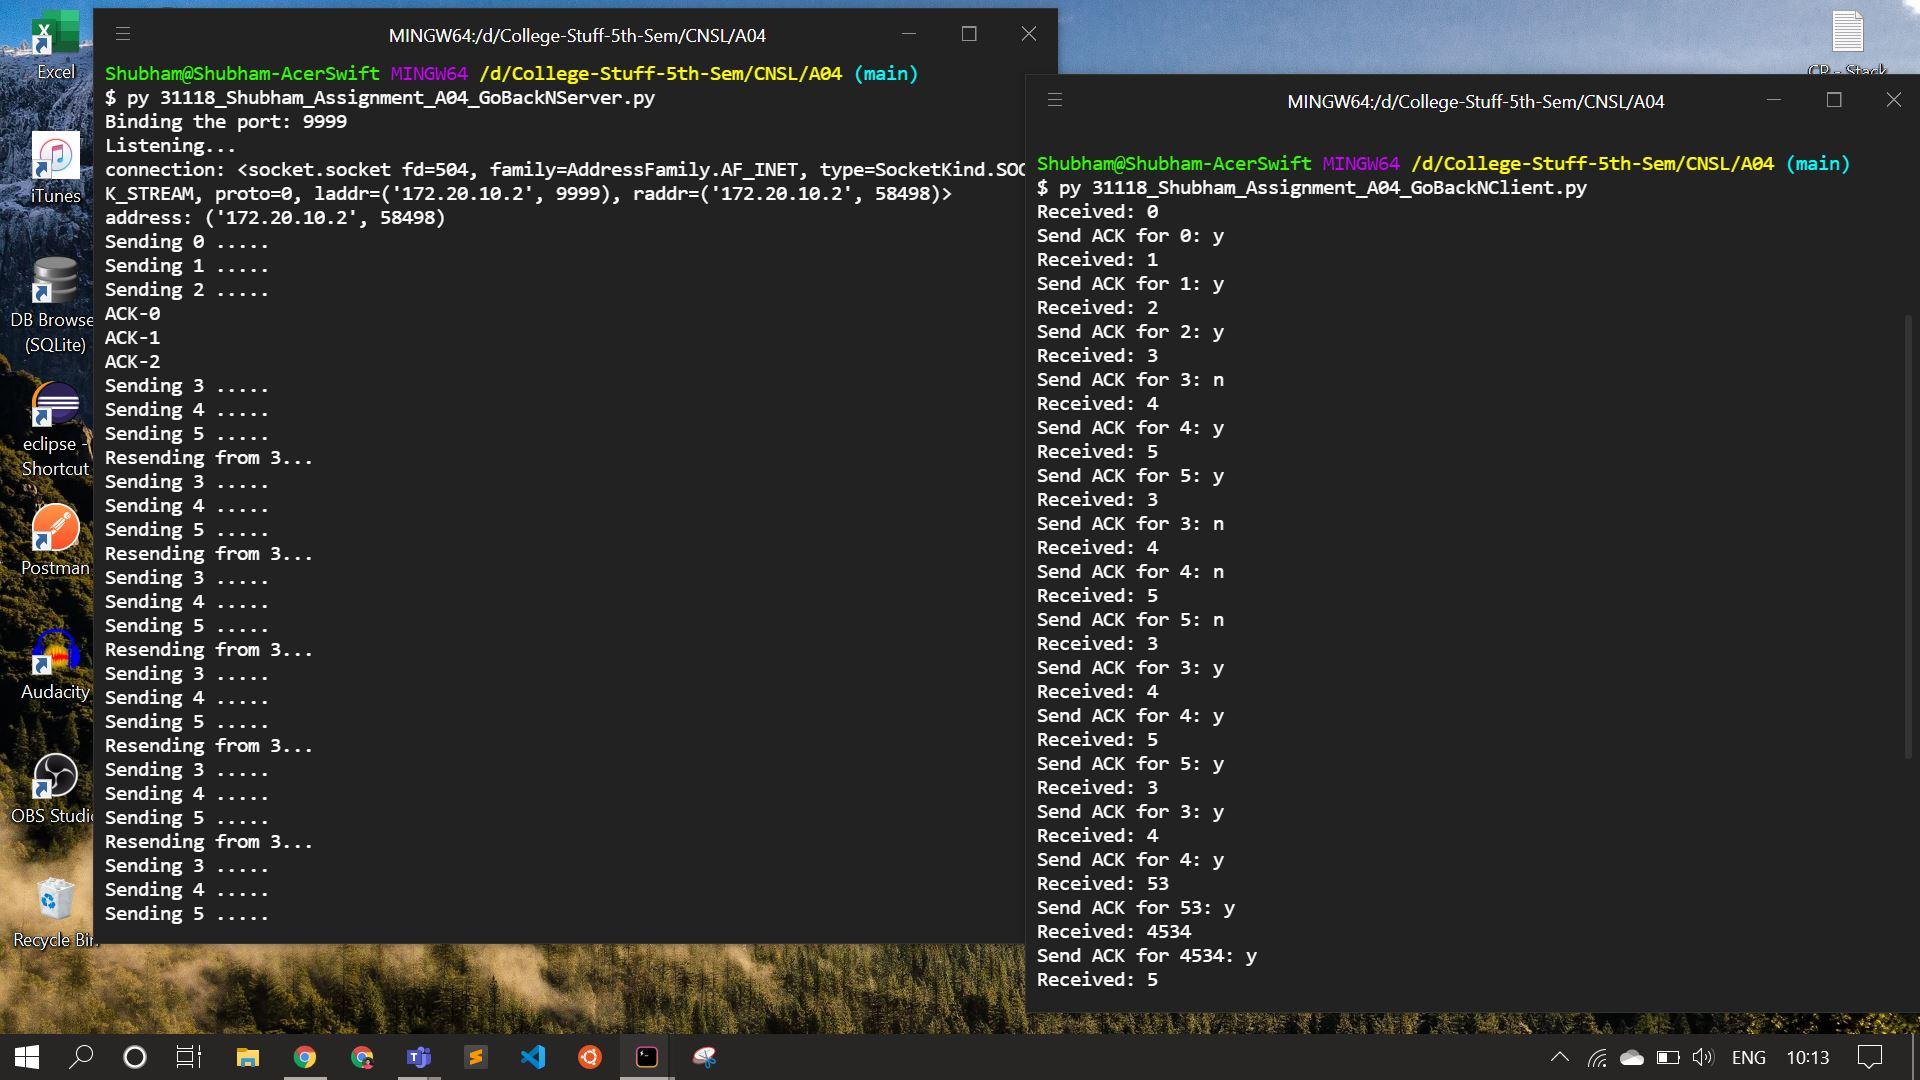 Excel
iTunes
DB Browse
(SQLite)
eclipse -
Shortcut
Postman
Audacity
OBS Studi
Recycle Bin
MINGW64:/d/College-Stuff-5th-Sem/CNSL/A04
Shubham@Shubham-AcerSwift MINGW64 /d/College-Stuff-5th-Sem/CNSL/A04 (main)
$ py 31118_Shubham_Assignment_A04_GoBackNServer.py
Binding the port: 9999
Listening...
connection: <socket.socket fd=504, family=AddressFamily.AF_INET, type=SocketKind.SOC
K_STREAM, proto=0, laddr=('172.20.10.2', 9999), raddr=('172.20.10.2', 58498)>
address: ('172.20.10.2', 58498)
Sending 0 .....
Sending 1 .....
Sending 2 .....
ACK-0
ACK-1
ACK-2
Sending 3 .....
Sending 4 .....
Sending 5 .....
Resending from 3...
Sending 3 .....
Sending 4 .....
Sending 5 .....
Resending from 3...
Sending 3 .....
Sending 4 .....
Sending 5 .....
Resending from 3...
Sending 3 .....
Sending 4 .....
Sending 5 .....
Resending from 3...
Sending 3 .....
Sending 4 .....
Sending 5 .....
Resending from 3...
Sending 3 .....
Sending 4 .....
Sending 5 .....
CP - Stack
MINGW64:/d/College-Stuff-5th-Sem/CNSL/A04
Shubham@Shubham-AcerSwift MINGW64 /d/College-Stuff-5th-Sem/CNSL/A04 (main)
$ py 31118_Shubham_Assignment_A04_GoBackNClient.py
Received: 0
Send ACK for 0: y
Received: 1
Send ACK for 1: y
Received: 2
Send ACK for 2: y
Received: 3
Send ACK for 3: n
Received: 4
Send ACK for 4: y
Received: 5
Send ACK for 5: y
Received: 3
Send ACK for 3: n
Received: 4
Send ACK for 4: n
Received: 5
Send ACK for 5: n
Received: 3
Send ACK for 3: y
Received: 4
Send ACK for 4: y
Received: 5
Send ACK for 5: y
Received: 3
Send ACK for 3: y
Received: 4
Send ACK for 4: y
Received: 53
Send ACK for 53: y
Received: 4534
Send ACK for 4534: y
Received: 5
ENG 10:13